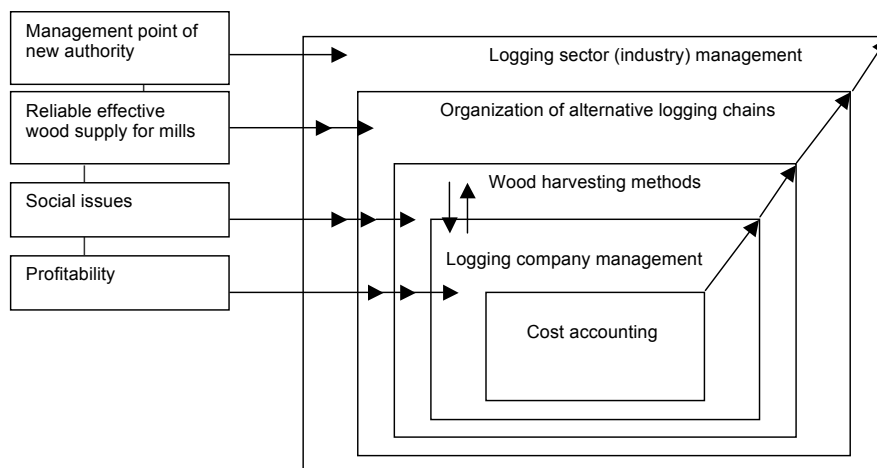 Management point of
new authority
Reliable effective
wood supply for mills
Social issues
Profitability
Logging sector (industry) management
Organization of alternative logging chains
Wood harvesting methods
Logging company management
Cost accounting